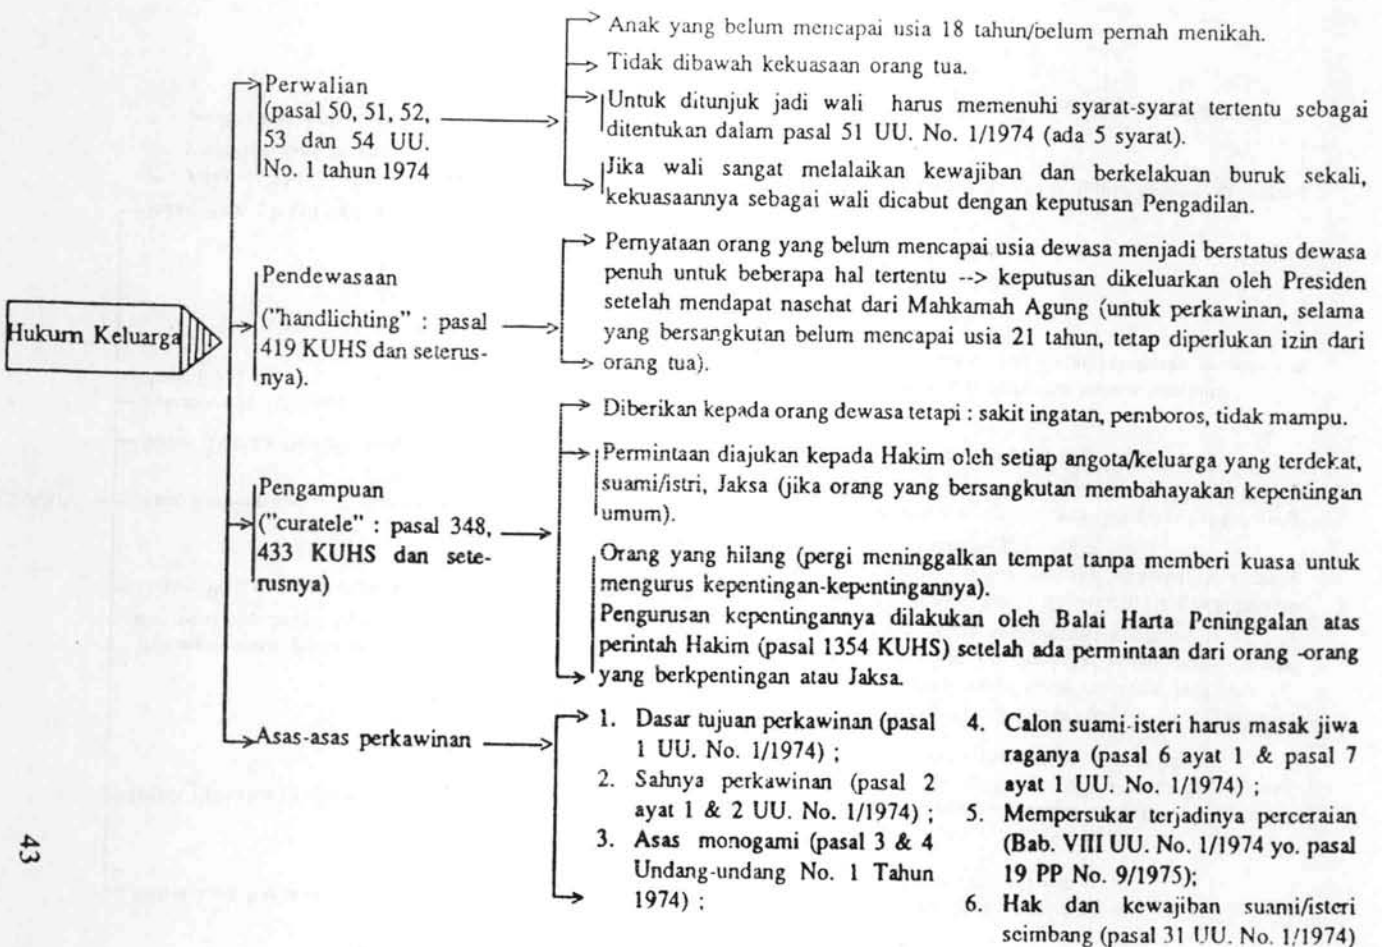 Hukum Keluarga
Perwalian
(pasal 50, 51, 52,
53 dan 54 UU.
No. 1 tahun 1974
Anak yang belum mencapai usia 18 tahun/belum pernah menikah.
Tidak dibawah kekuasaan orang tua.
Untuk ditunjuk jadi wali harus memenuhi syarat-syarat tertentu sebagai
ditentukan dalam pasal 51 UU. No. 1/1974 (ada 5 syarat).
Jika wali sangat melalaikan kewajiban dan berkelakuan buruk sekali,
kekuasaannya sebagai wali dicabut dengan keputusan Pengadilan.
Pendewasaan
("handlichting" : pasal
419 KUHS dan seterus-
nya).
Pernyataan orang yang belum mencapai usia dewasa menjadi berstatus dewasa
penuh untuk beberapa hal tertentu --> keputusan dikeluarkan oleh Presiden
setelah mendapat nasehat dari Mahkamah Agung (untuk perkawinan, selama
yang bersangkutan belum mencapai usia 21 tahun, tetap diperlukan izin dari
orang tua).
Pengampuan
("curatele" : pasal 348,
433 KUHS dan sete-
rusnya)
Diberikan kepada orang dewasa tetapi : sakit ingatan, pemboros, tidak mampu.
Permintaan diajukan kepada Hakim oleh setiap angota/keluarga yang terdekat,
suami/istri, Jaksa (jika orang yang bersangkutan membahayakan kepentingan
umum).
Orang yang hilang (pergi meninggalkan tempat tanpa memberi kuasa untuk
mengurus kepentingan-kepentingannya).
Pengurusan kepentingannya dilakukan oleh Balai Harta Peninggalan atas
perintah Hakim (pasal 1354 KUHS) setelah ada permintaan dari orang -orang
yang berkpentingan atau Jaksa.
Asas-asas perkawinan
1. Dasar tujuan perkawinan (pasal
1 UU. No. 1/1974) ;
2. Sahnya perkawinan (pasal 2
ayat 1 & 2 UU. No. 1/1974) ;
3. Asas monogami (pasal 3 & 4
Undang-undang No. 1 Tahun
1974) ;
4. Calon suami-isteri harus masak jiwa
raganya (pasal 6 ayat 1 & pasal 7
ayat 1 UU. No. 1/1974) ;
5. Mempersukar terjadinya perceraian
(Bab. VIII UU. No. 1/1974 yo. pasal
19 PP No. 9/1975);
6. Hak dan kewajiban suami/isteri
seimbang (pasal 31 UU. No. 1/1974)
43